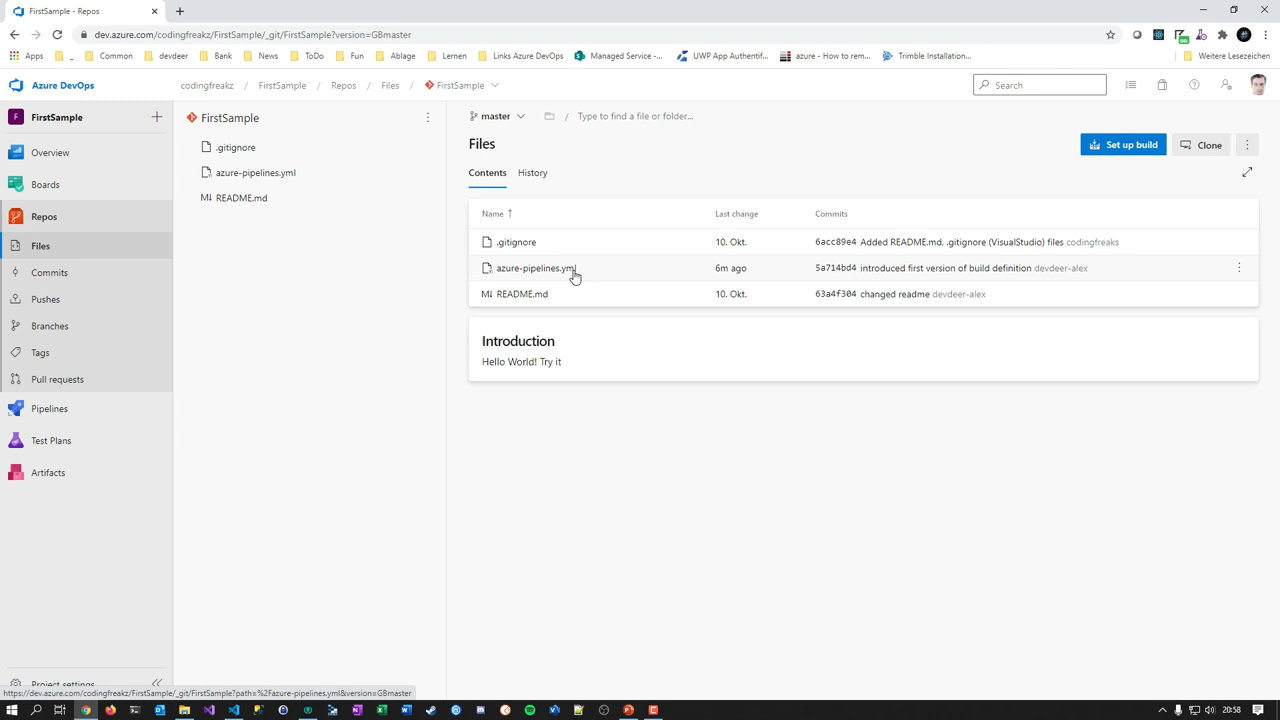 FirstSample - Repos
dev.azure.com/codingfreakz/FirstSample/_git/FirstSample?version=GBmaster
Apps _ Common devdeer Bank News ToDo Fun Ablage Lernen Links Azure DevOps Managed Service -... UWP App Authentif... azure - How to rem... Trimble Installation... Weitere Lesezeichen
Azure DevOps
codingfreakz / FirstSample / Repos / Files / FirstSample
Search
F FirstSample
Overview
Boards
Repos
Files
Commits
Pushes
Branches
Tags
Pull requests
Pipelines
Test Plans
Artifacts
Project settings
FirstSample
.gitignore
azure-pipelines.yml
README.md
master / Type to find a file or folder...
Files
Set up build
Clone
Contents History
Name ↑ Last change Commits
.gitignore 10. Okt. 6acc89e4 Added README.md, .gitignore (VisualStudio) files codingfreaks
azure-pipelines.yml 6m ago 5a714bd4 introduced first version of build definition devdeer-alex
README.md 10. Okt. 63a4f304 changed readme devdeer-alex
Introduction
Hello World! Try it
https://dev.azure.com/codingfreakz/FirstSample/_git/FirstSample?path=%2Fazure-pipelines.yml&version=GBmaster
20:58